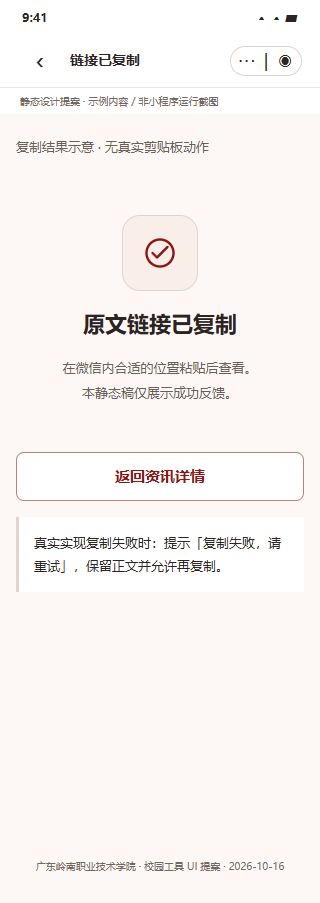 9:41
链接已复制
静态设计提案 · 示例内容 / 非小程序运行截图
复制结果示意 · 无真实剪贴板动作
原文链接已复制
在微信内合适的位置粘贴后查看。
本静态稿仅展示成功反馈。
返回资讯详情
真实实现复制失败时：提示「复制失败，请
重试」，保留正文并允许再复制。
广东岭南职业技术学院 · 校园工具 UI 提案 · 2026-10-16